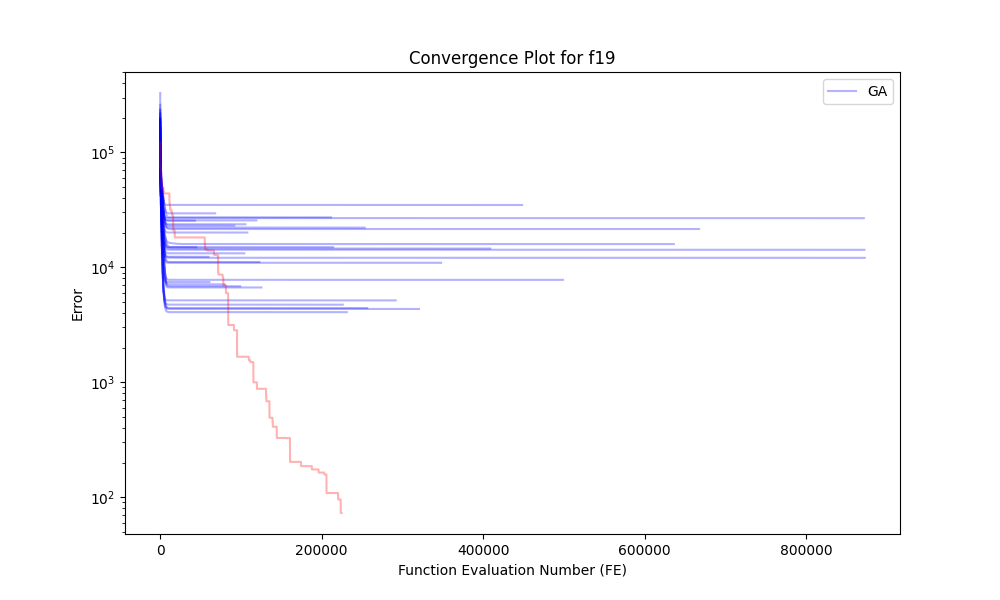 Convergence Plot for f19
GA
10^5
10^4
10^3
10^2
Error
0 200000 400000 600000 800000
Function Evaluation Number (FE)